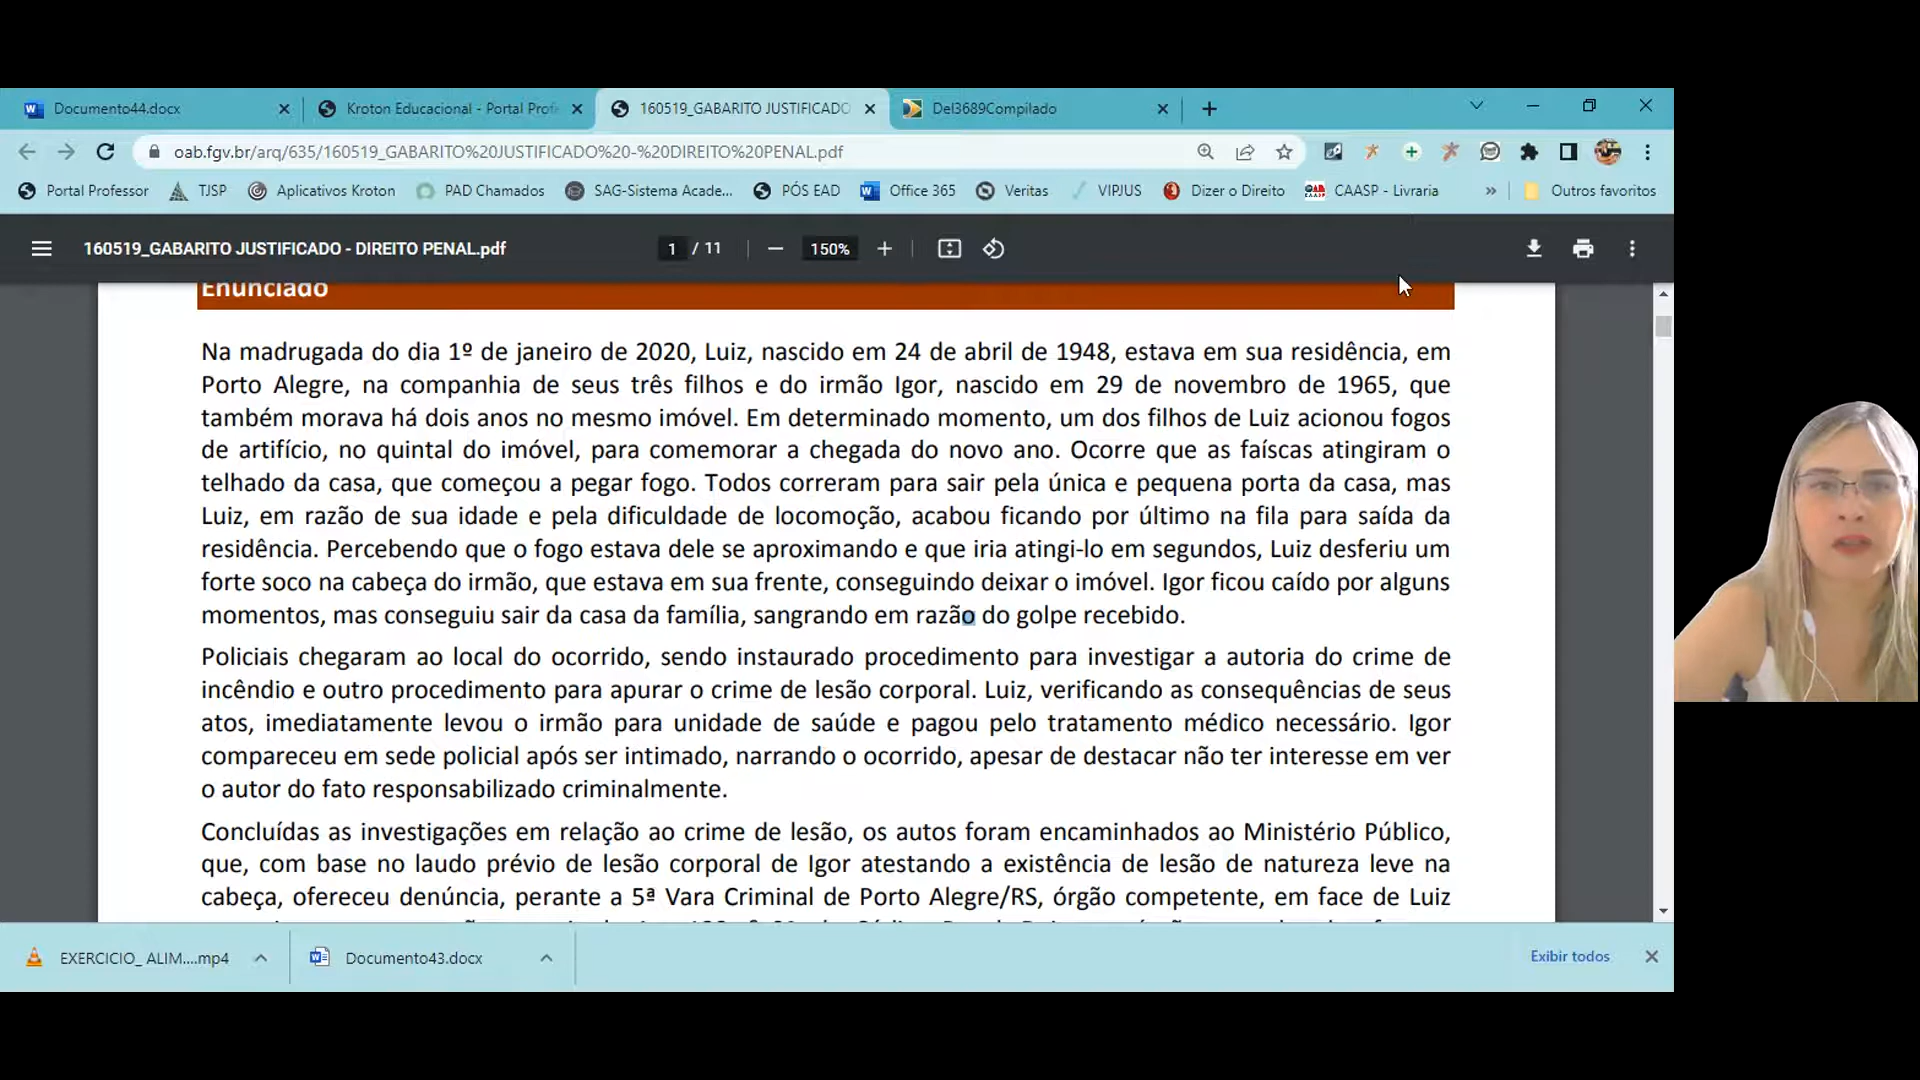 Documento44.docx
Kroton Educacional - Portal Prof
160519_GABARITO JUSTIFICADO
Del3689Compilado
oab.fgv.br/arq/635/160519_GABARITO%20JUSTIFICADO%20-%20DIREITO%20PENAL.pdf
Portal Professor
TJSP
Aplicativos Kroton
PAD Chamados
SAG-Sistema Acade...
PÓS EAD
Office 365
Veritas
VIPJUS
Dizer o Direito
CAASP - Livraria
»
Outros favoritos
160519_GABARITO JUSTIFICADO - DIREITO PENAL.pdf
1 / 11
150%
Enunciado
Na madrugada do dia 1º de janeiro de 2020, Luiz, nascido em 24 de abril de 1948, estava em sua residência, em
Porto Alegre, na companhia de seus três filhos e do irmão Igor, nascido em 29 de novembro de 1965, que
também morava há dois anos no mesmo imóvel. Em determinado momento, um dos filhos de Luiz acionou fogos
de artifício, no quintal do imóvel, para comemorar a chegada do novo ano. Ocorre que as faíscas atingiram o
telhado da casa, que começou a pegar fogo. Todos correram para sair pela única e pequena porta da casa, mas
Luiz, em razão de sua idade e pela dificuldade de locomoção, acabou ficando por último na fila para saída da
residência. Percebendo que o fogo estava dele se aproximando e que iria atingi-lo em segundos, Luiz desferiu um
forte soco na cabeça do irmão, que estava em sua frente, conseguindo deixar o imóvel. Igor ficou caído por alguns
momentos, mas conseguiu sair da casa da família, sangrando em razão do golpe recebido.
Policiais chegaram ao local do ocorrido, sendo instaurado procedimento para investigar a autoria do crime de
incêndio e outro procedimento para apurar o crime de lesão corporal. Luiz, verificando as consequências de seus
atos, imediatamente levou o irmão para unidade de saúde e pagou pelo tratamento médico necessário. Igor
compareceu em sede policial após ser intimado, narrando o ocorrido, apesar de destacar não ter interesse em ver
o autor do fato responsabilizado criminalmente.
Concluídas as investigações em relação ao crime de lesão, os autos foram encaminhados ao Ministério Público,
que, com base no laudo prévio de lesão corporal de Igor atestando a existência de lesão de natureza leve na
cabeça, ofereceu denúncia, perante a 5ª Vara Criminal de Porto Alegre/RS, órgão competente, em face de Luiz
EXERCICIO_ ALIM....mp4
Documento43.docx
Exibir todos